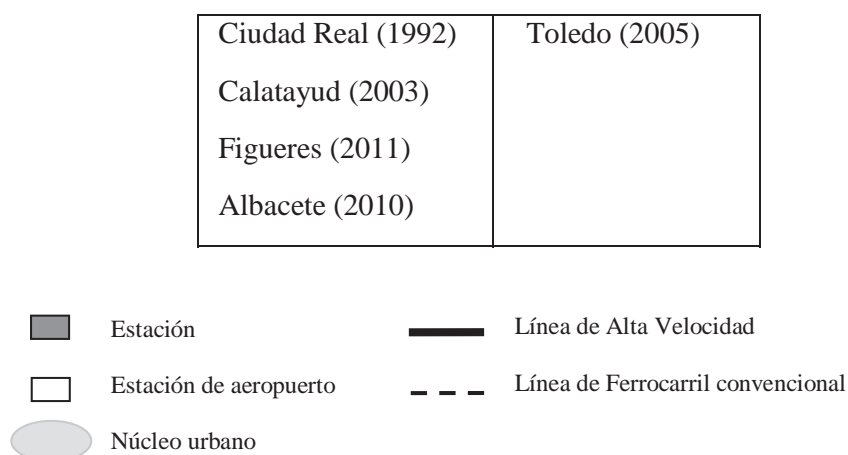 Ciudad Real (1992)
Toledo (2005)
Calatayud (2003)
Figueres (2011)
Albacete (2010)
Estación
Línea de Alta Velocidad
Estación de aeropuerto
Línea de Ferrocarril convencional
Núcleo urbano